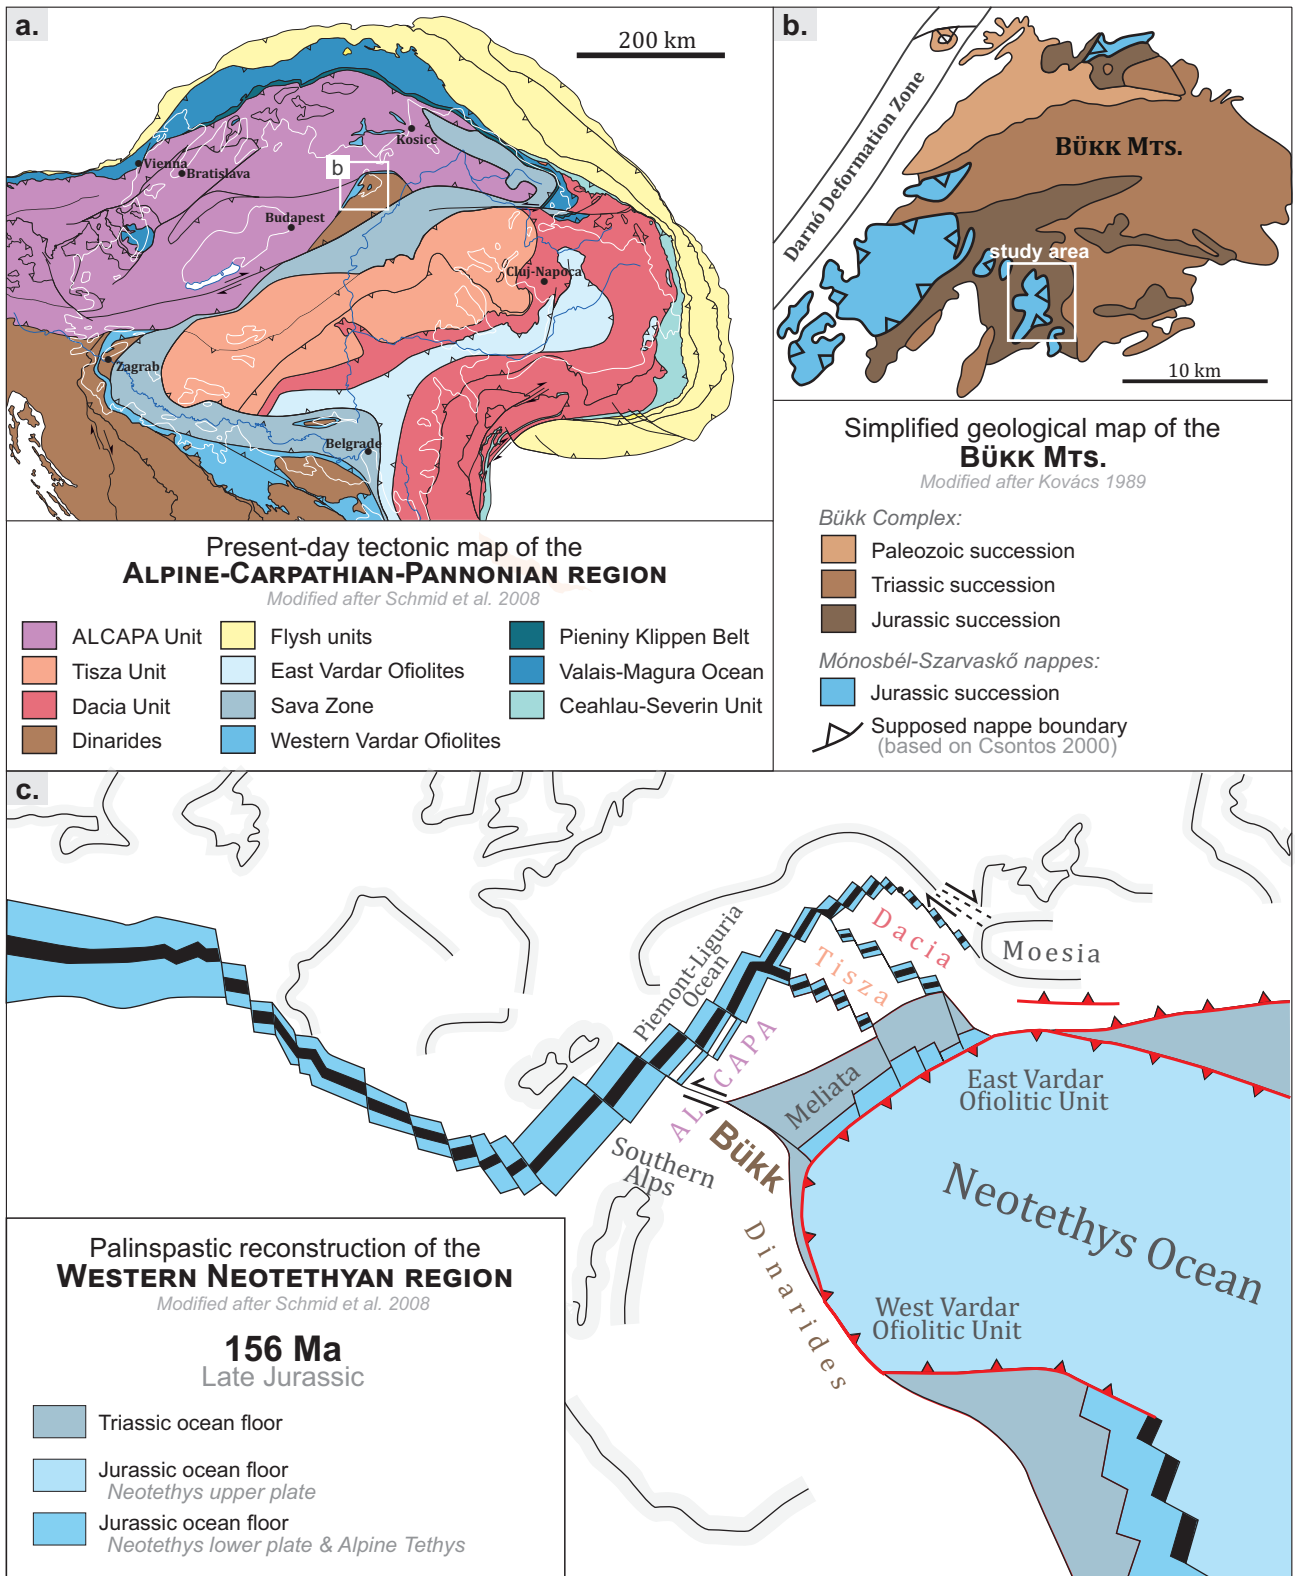 a.
200 km
Vienna
Bratislava
Kosice
b
Budapest
Cluj-Napoca
Zagrab
Belgrade
Present-day tectonic map of the
ALPINE-CARPATHIAN-PANNONIAN REGION
Modified after Schmid et al. 2008
ALCAPA Unit
Tisza Unit
Dacia Unit
Dinarides
Flysh units
East Vardar Ofiolites
Sava Zone
Western Vardar Ofiolites
Pieniny Klippen Belt
Valais-Magura Ocean
Ceahlau-Severin Unit
b.
Darnó Deformation Zone
BÜKK MTS.
study area
10 km
Simplified geological map of the
BÜKK MTS.
Modified after Kovács 1989
Bükk Complex:
Paleozoic succession
Triassic succession
Jurassic succession
Mónosbél-Szarvaskő nappes:
Jurassic succession
Supposed nappe boundary
(based on Csontos 2000)
c.
Piemont-Liguria
Ocean
Dacia
Tisza
Moesia
ALCAPA
Meliata
East Vardar
Ofiolitic Unit
Southern
Alps
Bükk
Dinarides
Neotethys Ocean
West Vardar
Ofiolitic Unit
Palinspastic reconstruction of the
WESTERN NEOTETHYAN REGION
Modified after Schmid et al. 2008
156 Ma
Late Jurassic
Triassic ocean floor
Jurassic ocean floor
Neotethys upper plate
Jurassic ocean floor
Neotethys lower plate & Alpine Tethys